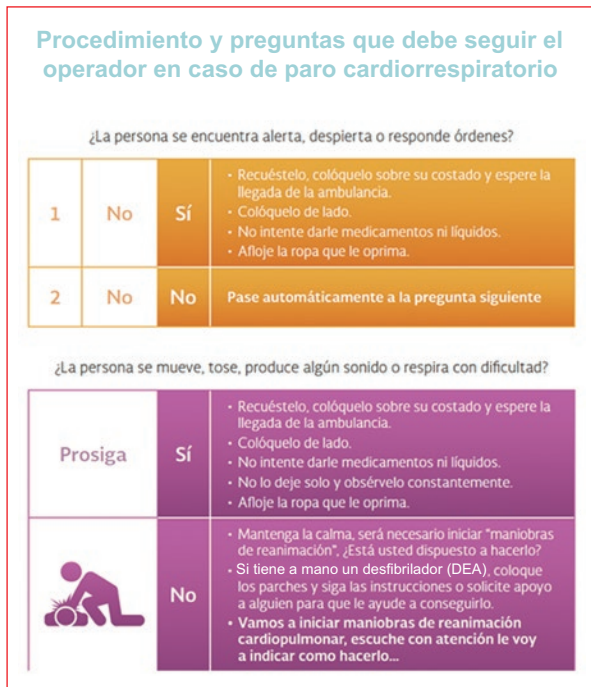 Procedimiento y preguntas que debe seguir el
operador en caso de paro cardiorrespiratorio
¿La persona se encuentra alerta, despierta o responde órdenes?
1 No Sí
• Recuéstelo, colóquelo sobre su costado y espere la
llegada de la ambulancia.
• Colóquelo de lado.
• No intente darle medicamentos ni líquidos.
• Afloje la ropa que le oprima.
2 No No Pase automáticamente a la pregunta siguiente
¿La persona se mueve, tose, produce algún sonido o respira con dificultad?
Prosiga Sí
• Recuéstelo, colóquelo sobre su costado y espere la
llegada de la ambulancia.
• Colóquelo de lado.
• No intente darle medicamentos ni líquidos.
• No lo deje solo y obsérvelo constantemente.
• Afloje la ropa que le oprima.
No
• Mantenga la calma, será necesario iniciar "maniobras
de reanimación". ¿Está usted dispuesto a hacerlo?
• Si tiene a mano un desfibrilador (DEA), coloque
los parches y siga las instrucciones o solicite apoyo
a alguien para que le ayude a conseguirlo.
• Vamos a iniciar maniobras de reanimación
cardiopulmonar, escuche con atención le voy
a indicar como hacerlo...